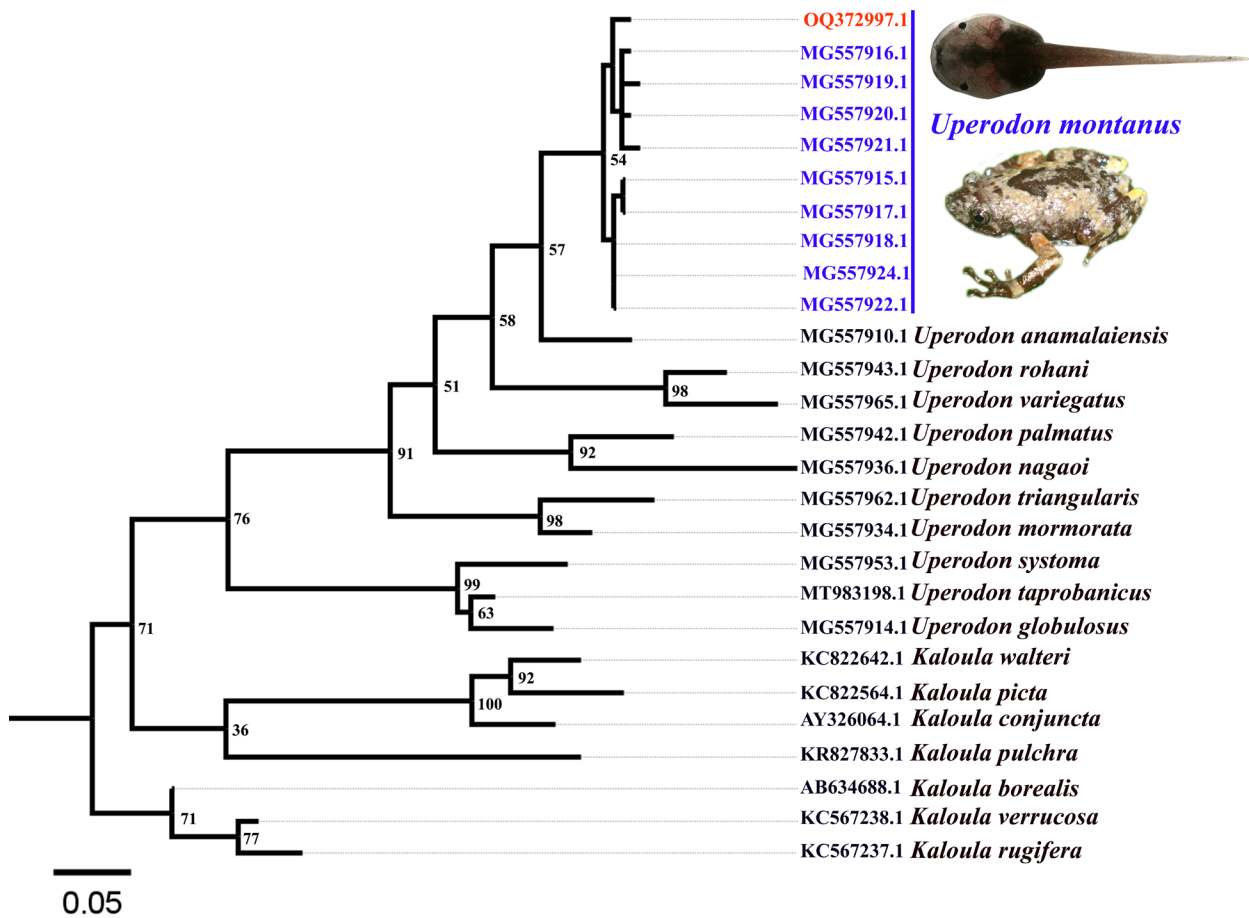 OQ372997.1
MG557916.1
MG557919.1
MG557920.1
Uperodon montanus
MG557921.1
54
MG557915.1
MG557917.1
MG557918.1
57
MG557924.1
MG557922.1
58
MG557910.1 Uperodon anamalaiensis
MG557943.1 Uperodon rohani
98
51
MG557965.1 Uperodon variegatus
MG557942.1 Uperodon palmatus
92
91
MG557936.1 Uperodon nagaoi
MG557962.1 Uperodon triangularis
98
76
MG557934.1 Uperodon mormorata
MG557953.1 Uperodon systoma
99
MT983198.1 Uperodon taprobanicus
63
71
MG557914.1 Uperodon globulosus
KC822642.1 Kaloula walteri
92
KC822564.1 Kaloula picta
100
AY326064.1 Kaloula conjuncta
36
KR827833.1 Kaloula pulchra
AB634688.1 Kaloula borealis
71
KC567238.1 Kaloula verrucosa
77
KC567237.1 Kaloula rugifera
0.05